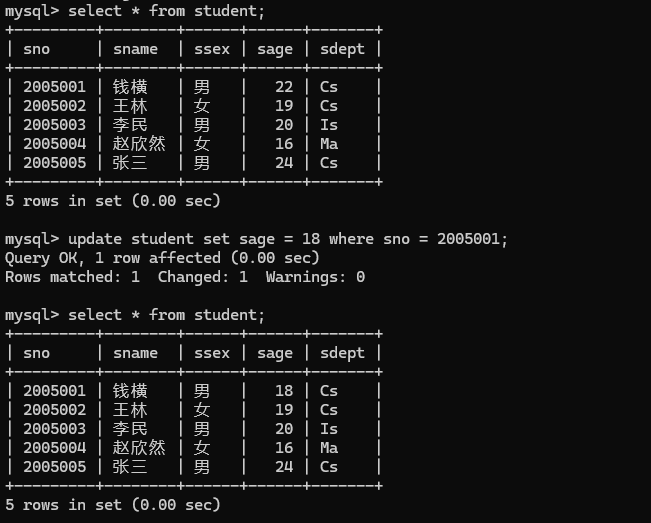 mysql> select * from student;
+---------+--------+------+------+-------+
| sno     | sname  | ssex | sage | sdept |
+---------+--------+------+------+-------+
| 2005001 | 钱横   | 男   |   22 | Cs    |
| 2005002 | 王林   | 女   |   19 | Cs    |
| 2005003 | 李民   | 男   |   20 | Is    |
| 2005004 | 赵欣然 | 女   |   16 | Ma    |
| 2005005 | 张三   | 男   |   24 | Cs    |
+---------+--------+------+------+-------+
5 rows in set (0.00 sec)
mysql> update student set sage = 18 where sno = 2005001;
Query OK, 1 row affected (0.00 sec)
Rows matched: 1  Changed: 1  Warnings: 0
mysql> select * from student;
+---------+--------+------+------+-------+
| sno     | sname  | ssex | sage | sdept |
+---------+--------+------+------+-------+
| 2005001 | 钱横   | 男   |   18 | Cs    |
| 2005002 | 王林   | 女   |   19 | Cs    |
| 2005003 | 李民   | 男   |   20 | Is    |
| 2005004 | 赵欣然 | 女   |   16 | Ma    |
| 2005005 | 张三   | 男   |   24 | Cs    |
+---------+--------+------+------+-------+
5 rows in set (0.00 sec)